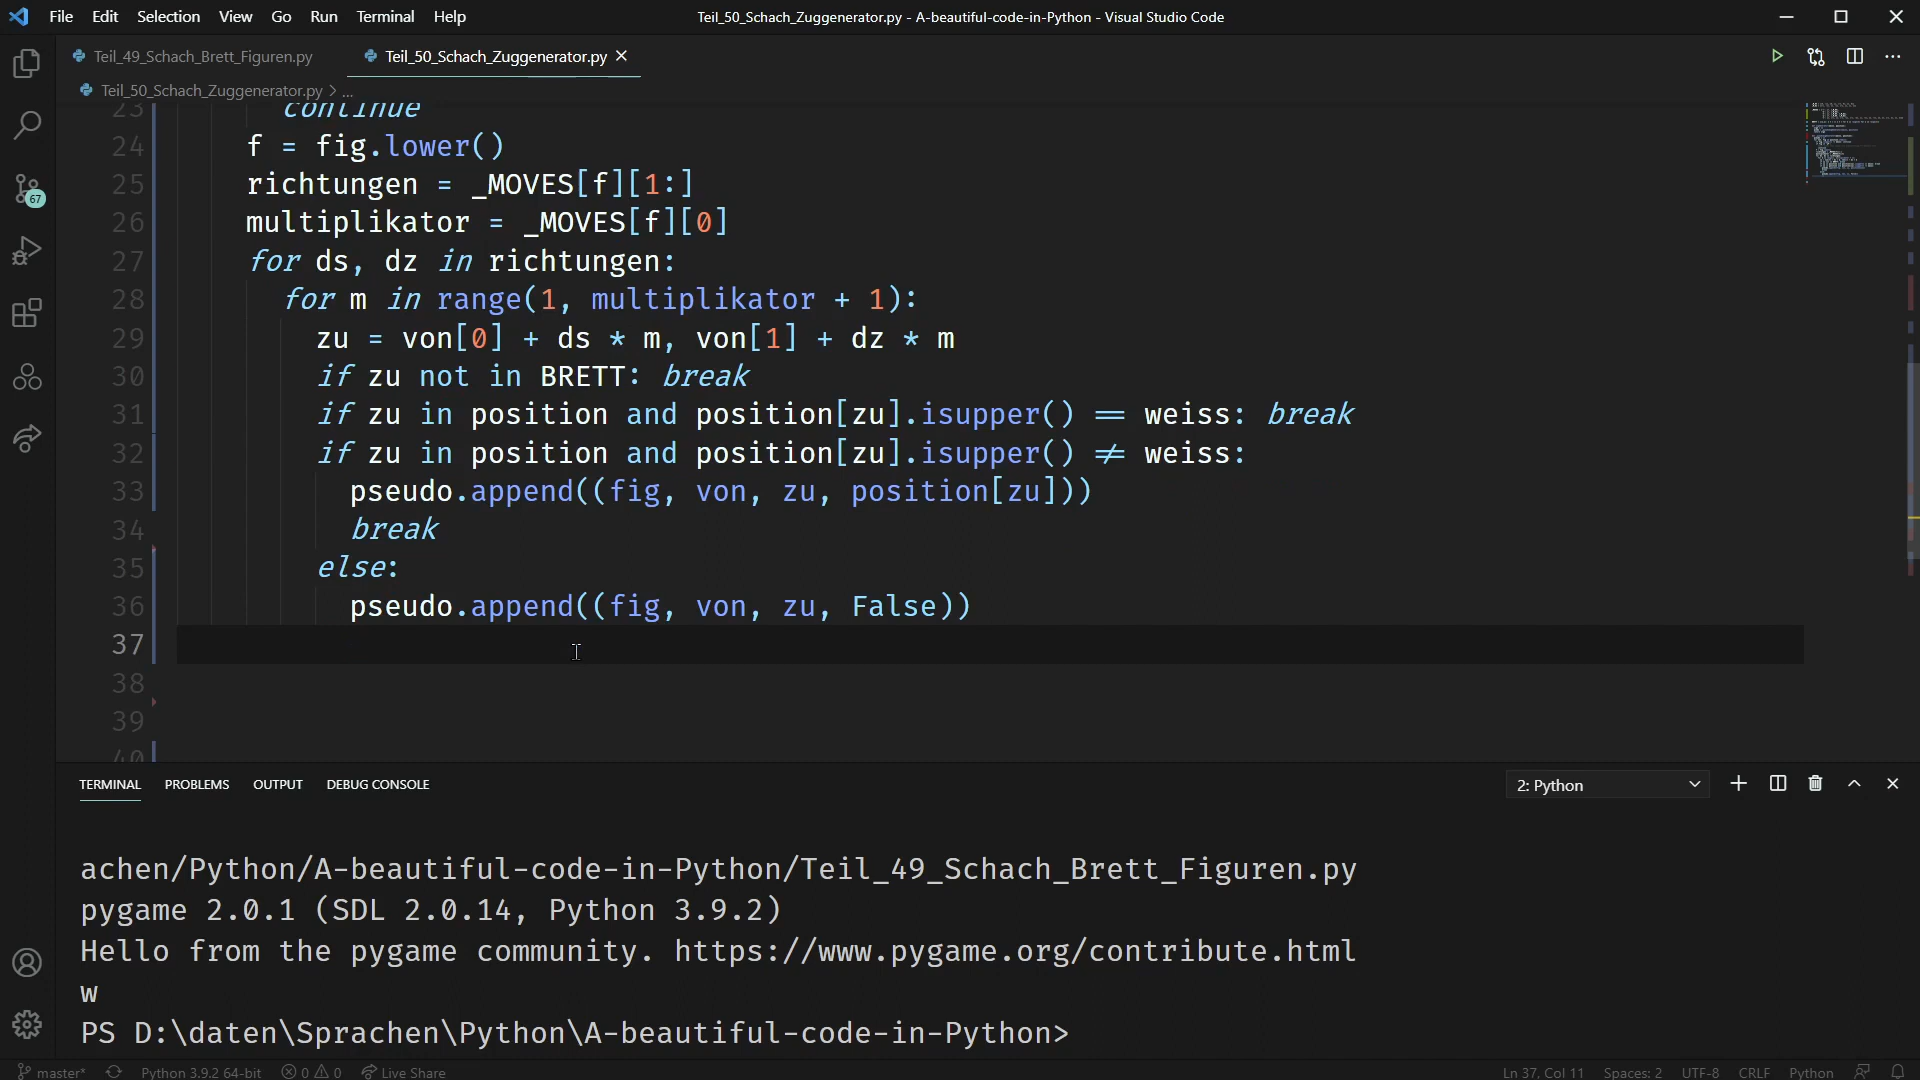 File Edit Selection View Go Run Terminal Help
Teil_50_Schach_Zuggenerator.py - A-beautiful-code-in-Python - Visual Studio Code
Teil_49_Schach_Brett_Figuren.py
Teil_50_Schach_Zuggenerator.py
Teil_50_Schach_Zuggenerator.py > ...
23 continue
24 f = fig.lower()
25 richtungen = _MOVES[f][1:]
26 multiplikator = _MOVES[f][0]
27 for ds, dz in richtungen:
28 for m in range(1, multiplikator + 1):
29 zu = von[0] + ds * m, von[1] + dz * m
30 if zu not in BRETT: break
31 if zu in position and position[zu].isupper() == weiss: break
32 if zu in position and position[zu].isupper() != weiss:
33 pseudo.append((fig, von, zu, position[zu]))
34 break
35 else:
36 pseudo.append((fig, von, zu, False))
37
38
39
40
67
TERMINAL PROBLEMS OUTPUT DEBUG CONSOLE
2: Python
achen/Python/A-beautiful-code-in-Python/Teil_49_Schach_Brett_Figuren.py
pygame 2.0.1 (SDL 2.0.14, Python 3.9.2)
Hello from the pygame community. https://www.pygame.org/contribute.html
w
PS D:\daten\Sprachen\Python\A-beautiful-code-in-Python>
master* Python 3.9.2 64-bit 0 0 Live Share
Ln 37, Col 11 Spaces: 2 UTF-8 CRLF Python